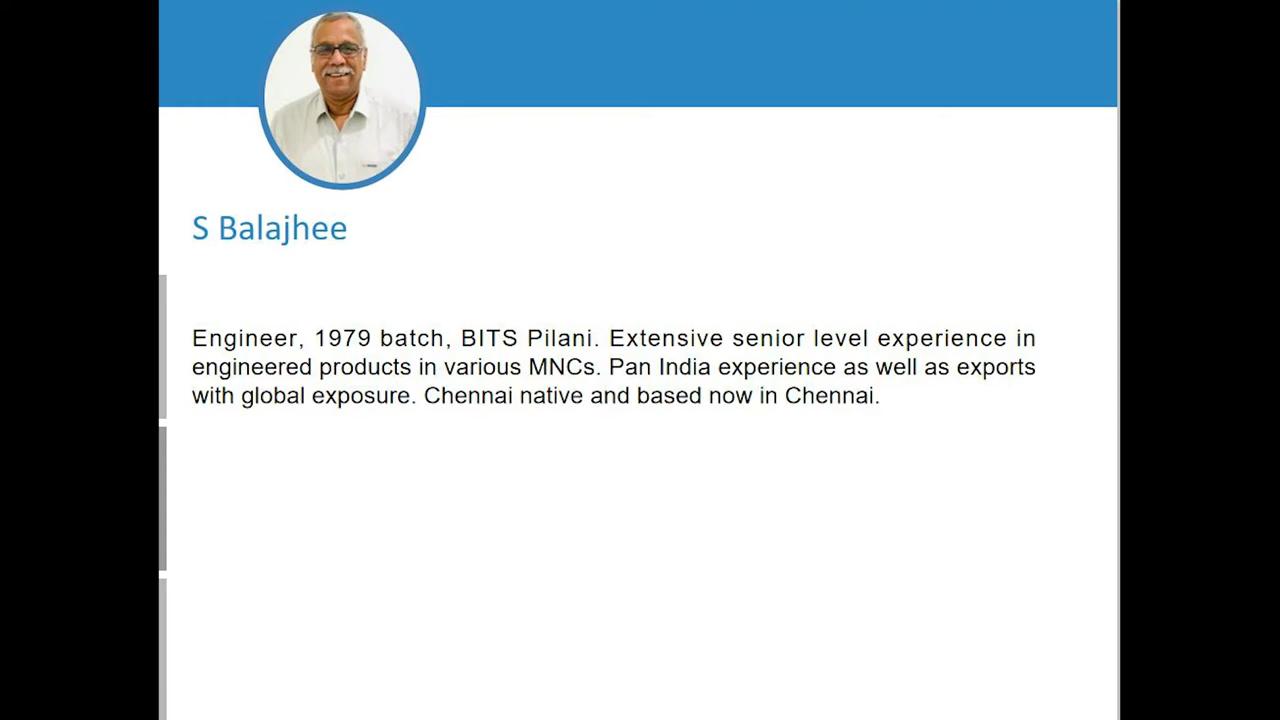 S Balajhee
Engineer, 1979 batch, BITS Pilani. Extensive senior level experience in
engineered products in various MNCs. Pan India experience as well as exports
with global exposure. Chennai native and based now in Chennai.